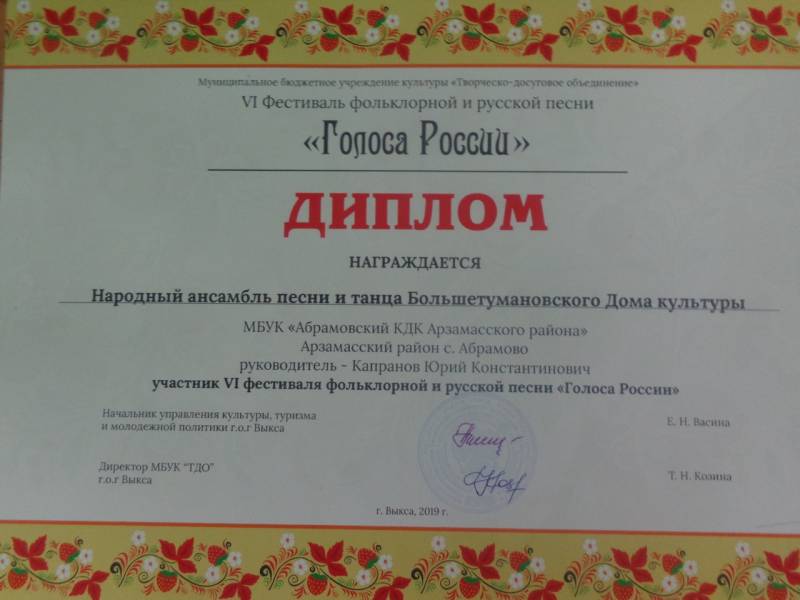 Муниципальное бюджетное учреждение культуры «Творческо-досуговое объединение»
VI Фестиваль фольклорной и русской песни
«Голоса России»
ДИПЛОМ
НАГРАЖДАЕТСЯ
Народный ансамбль песни и танца Большетумановского Дома культуры
МБУК «Абрамовский КДК Арзамасского района»
Арзамасский район с. Абрамово
руководитель - Капранов Юрий Константинович
участник VI фестиваля фольклорной и русской песни «Голоса России»
Начальник управления культуры, туризма
и молодежной политики г.о.г Выкса
Е. Н. Васина
Директор МБУК "ТДО"
г.о.г Выкса
Т. Н. Козина
г. Выкса, 2019 г.